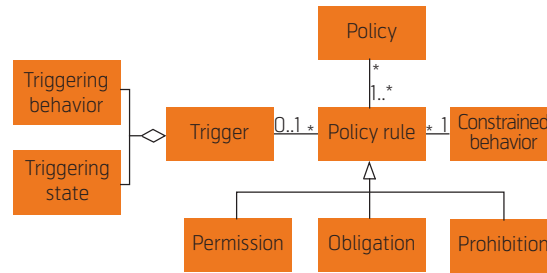 Policy
*
1..*
Triggering
behavior
Trigger
0..1
*
Policy rule
*
1
Constrained
behavior
Triggering
state
Permission
Obligation
Prohibition